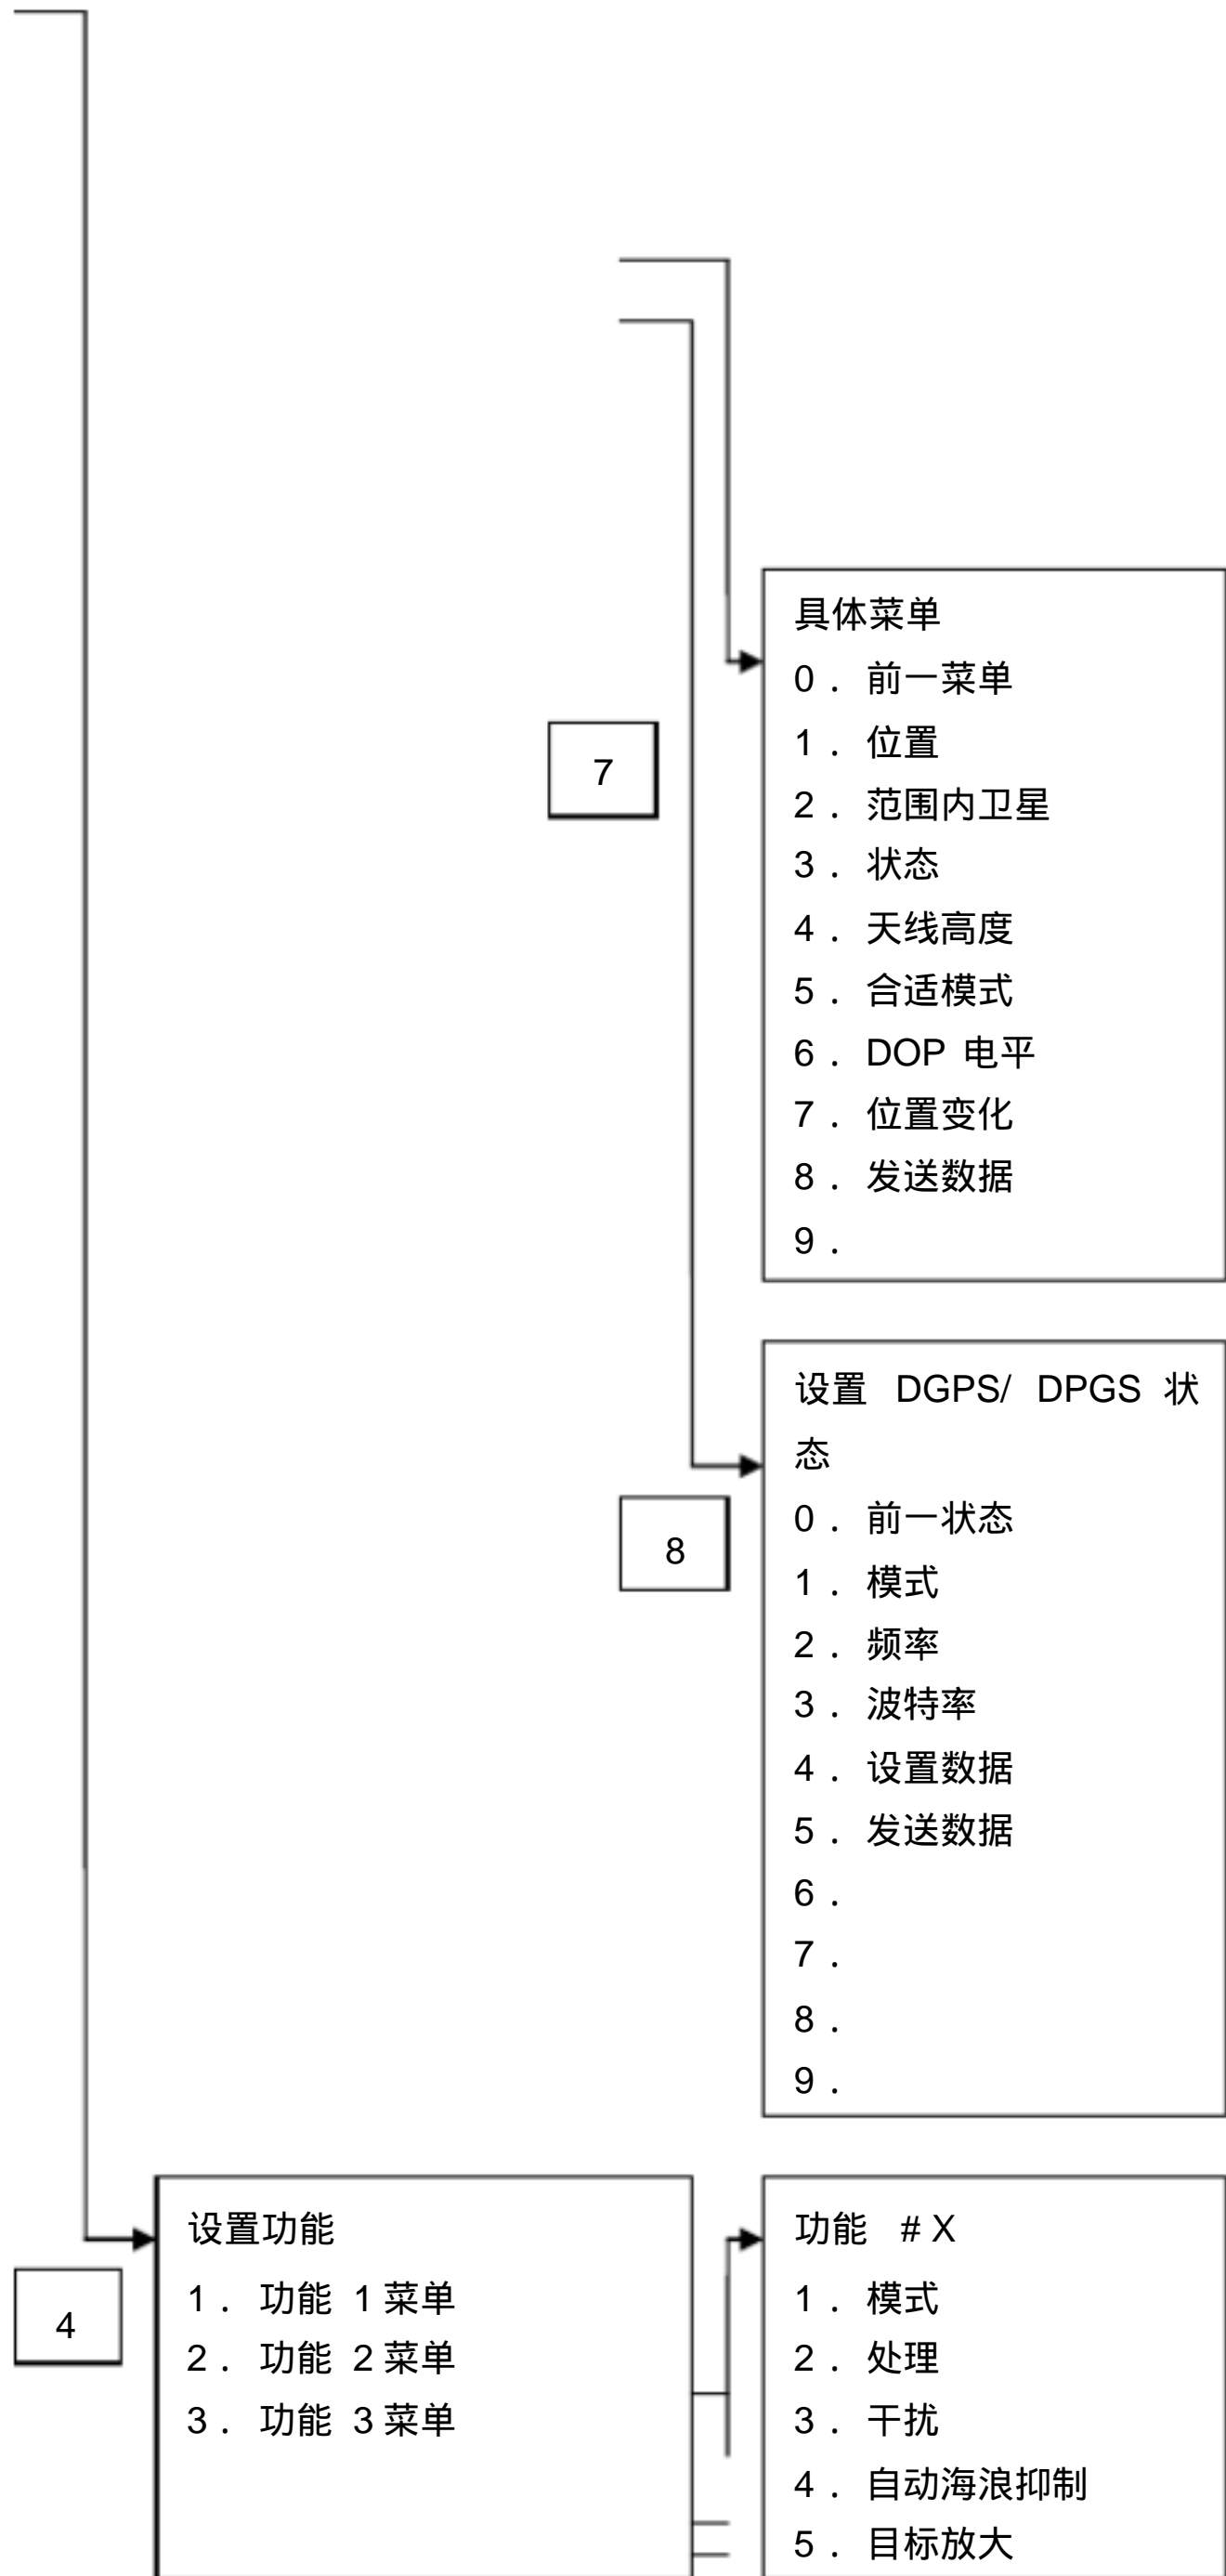 具体菜单
0 . 前一菜单
1 . 位置
7
2 . 范围内卫星
3 . 状态
4 . 天线高度
5 . 合适模式
6 . DOP 电平
7 . 位置变化
8 . 发送数据
9 .
设置 DGPS/ DPGS 状
态
0 . 前一状态
8
1 . 模式
2 . 频率
3 . 波特率
4 . 设置数据
5 . 发送数据
6 .
7 .
8 .
9 .
4
设置功能
1 . 功能 1 菜单
2 . 功能 2 菜单
3 . 功能 3 菜单
功能 # X
1 . 模式
2 . 处理
3 . 干扰
4 . 自动海浪抑制
5 . 目标放大